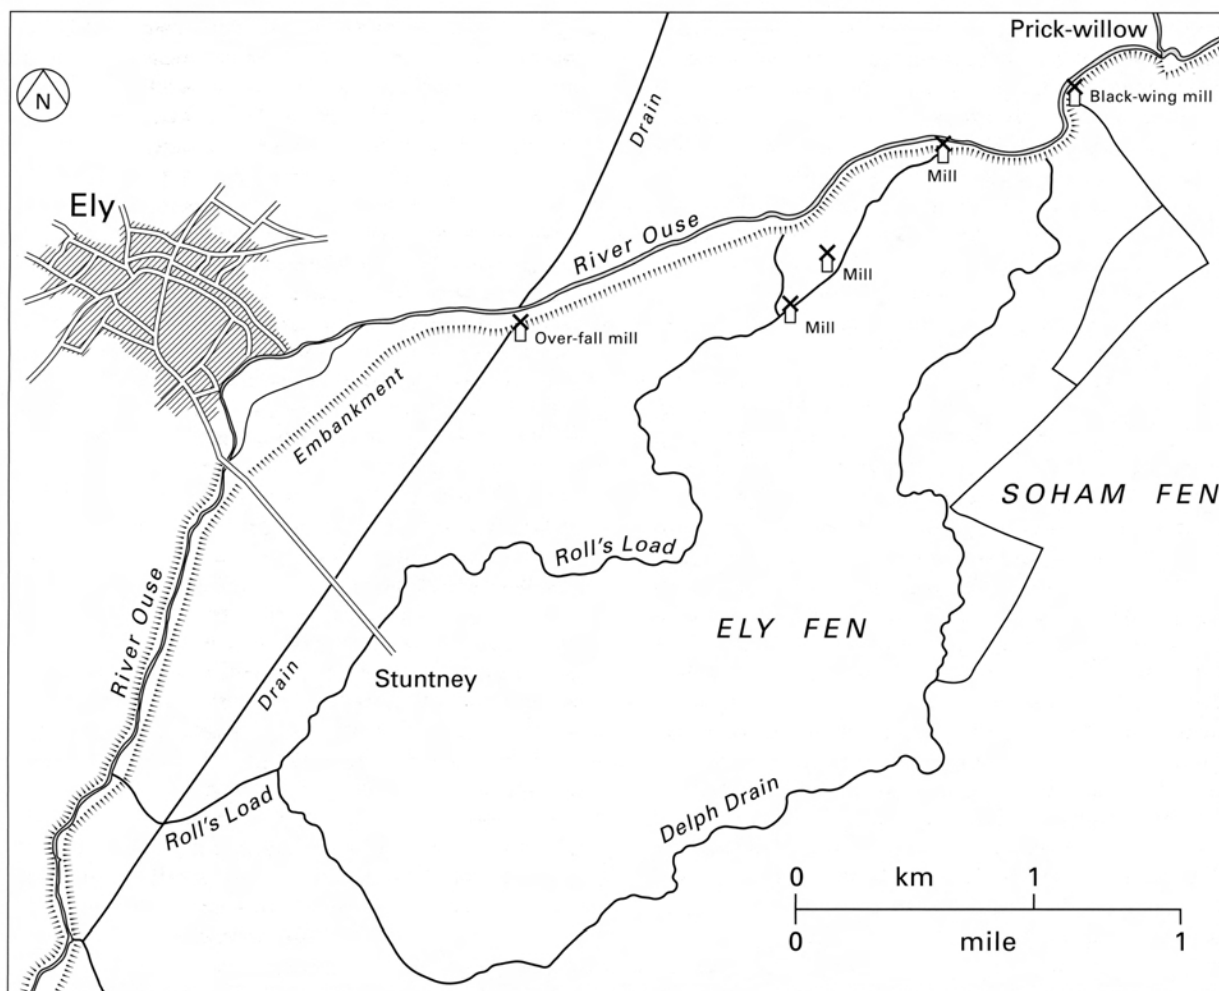 Prick-willow
N
Black-wing mill
Drain
Mill
Ely
River Ouse
Mill
Mill
Over-fall mill
Embankment
SOHAM FEN
Roll's Load
River Ouse
ELY FEN
Stuntney
Drain
Roll's Load
Delph Drain
0 km 1
0 mile 1